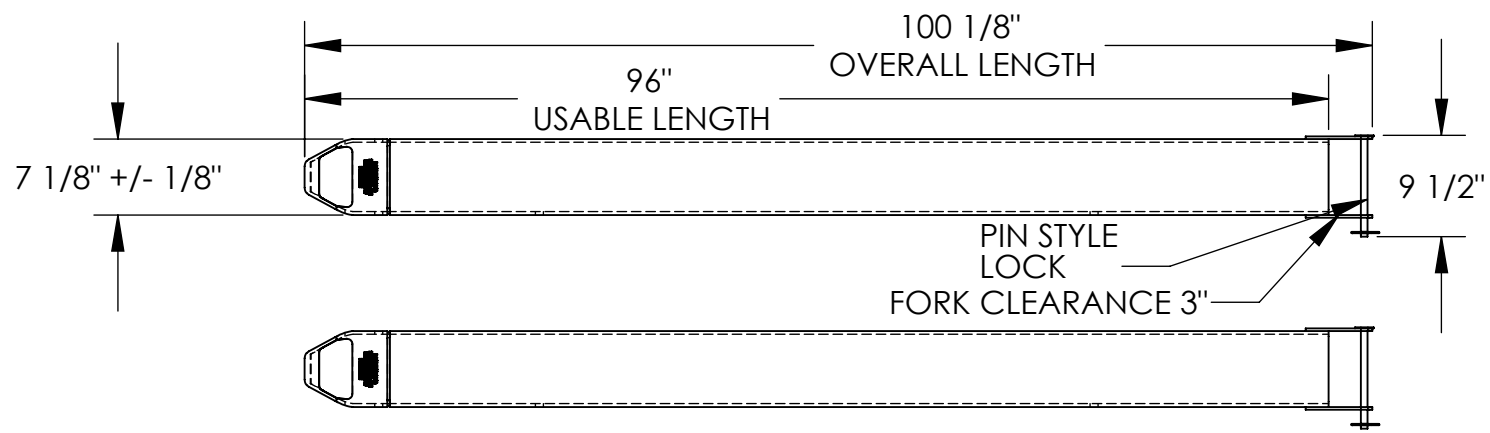 100 1/8"
OVERALL LENGTH
96"
USABLE LENGTH
7 1/8" +/- 1/8"
9 1/2"
PIN STYLE
LOCK
FORK CLEARANCE 3"